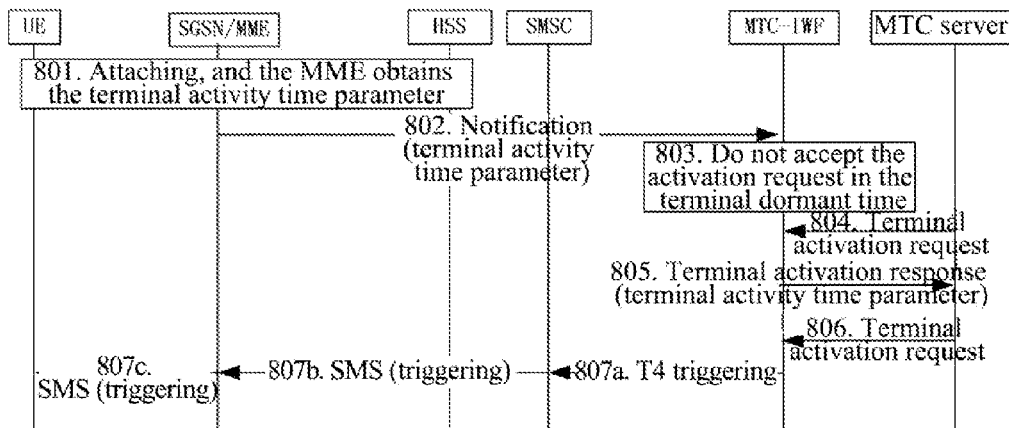 UE SGSN/MME HSS SMSC MTC-IWF MTC server
801. Attaching, and the MME obtains
the terminal activity time parameter
802. Notification
(terminal activity
time parameter)
803. Do not accept the
activation request in the
terminal dormant time
804. Terminal
activation request
805. Terminal activation response
(terminal activity time parameter)
806. Terminal
activation request
807c.
SMS (triggering)
807b. SMS (triggering)
807a. T4 triggering